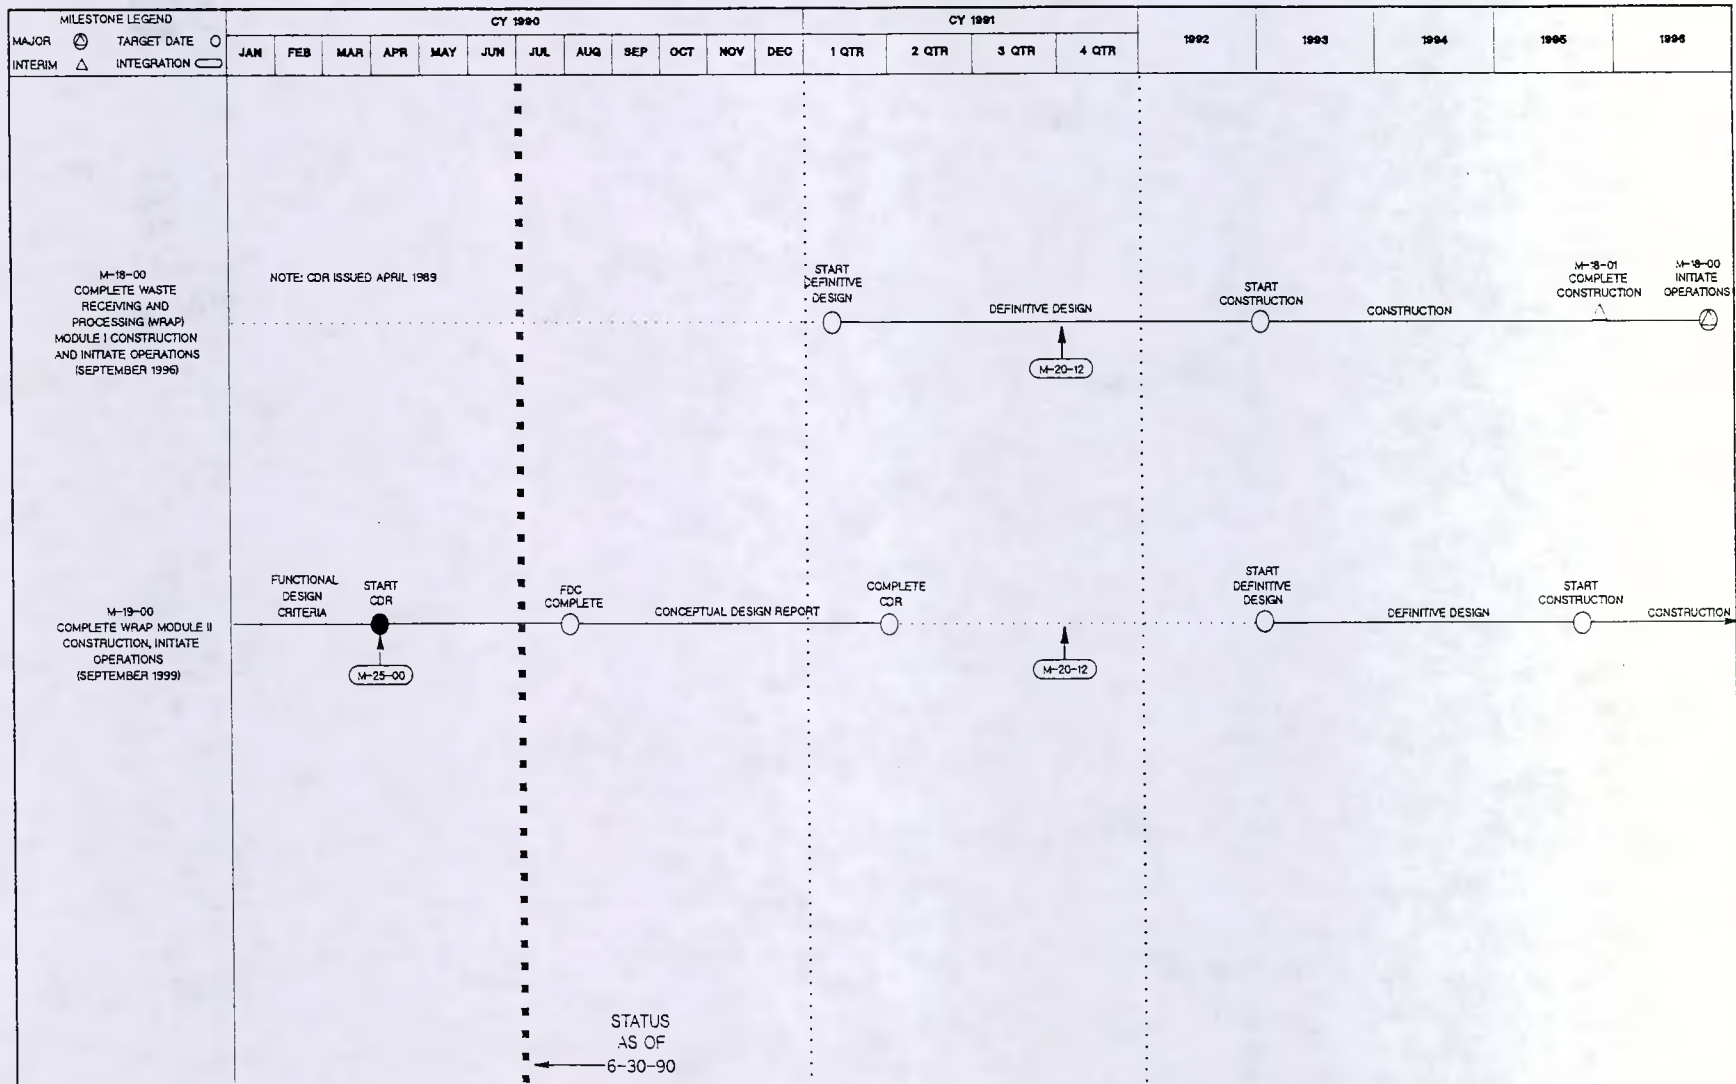 MILESTONE LEGEND
MAJOR TARGET DATE
INTERIM INTEGRATION
CY 1990
CY 1991
JAN FEB MAR APR MAY JUN JUL AUG SEP OCT NOV DEC 1 QTR 2 QTR 3 QTR 4 QTR 1992 1993 1994 1995 1996
M-18-00
COMPLETE WASTE
RECEIVING AND
PROCESSING (WRAP)
MODULE I CONSTRUCTION
AND INITIATE OPERATIONS
(SEPTEMBER 1996)
NOTE: CDR ISSUED APRIL 1989
START
DEFINITIVE
DESIGN
DEFINITIVE DESIGN
M-20-12
START
CONSTRUCTION
CONSTRUCTION
M-18-01
COMPLETE
CONSTRUCTION
M-18-00
INITIATE
OPERATIONS
M-19-00
COMPLETE WRAP MODULE II
CONSTRUCTION, INITIATE
OPERATIONS
(SEPTEMBER 1999)
FUNCTIONAL
DESIGN
CRITERIA
START
CDR
M-25-00
FDC
COMPLETE
CONCEPTUAL DESIGN REPORT
COMPLETE
CDR
M-20-12
START
DEFINITIVE
DESIGN
DEFINITIVE DESIGN
START
CONSTRUCTION
CONSTRUCTION
STATUS
AS OF
6-30-90